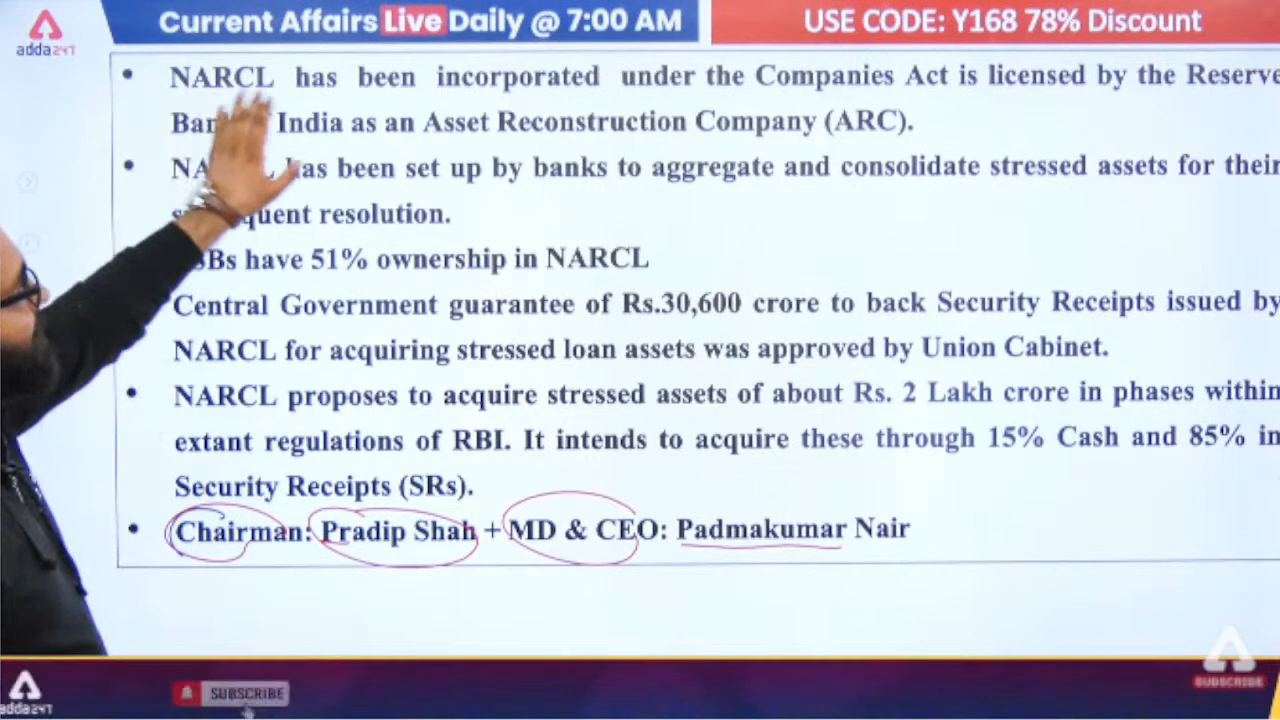 Current Affairs Live Daily @ 7:00 AM
USE CODE: Y168 78% Discount
adda247
NARCL has been incorporated under the Companies Act is licensed by the Reserve
India as an Asset Reconstruction Company (ARC).
has been set up by banks to aggregate and consolidate stressed assets for their
resolution.
have 51% ownership in NARCL
Central Government guarantee of Rs.30,600 crore to back Security Receipts issued by
NARCL for acquiring stressed loan assets was approved by Union Cabinet.
NARCL proposes to acquire stressed assets of about Rs. 2 Lakh crore in phases within
extant regulations of RBI. It intends to acquire these through 15% Cash and 85% in
Security Receipts (SRs).
Chairman: Pradip Shah + MD & CEO: Padmakumar Nair
adda247
SUBSCRIBE
SUBSCRIBE